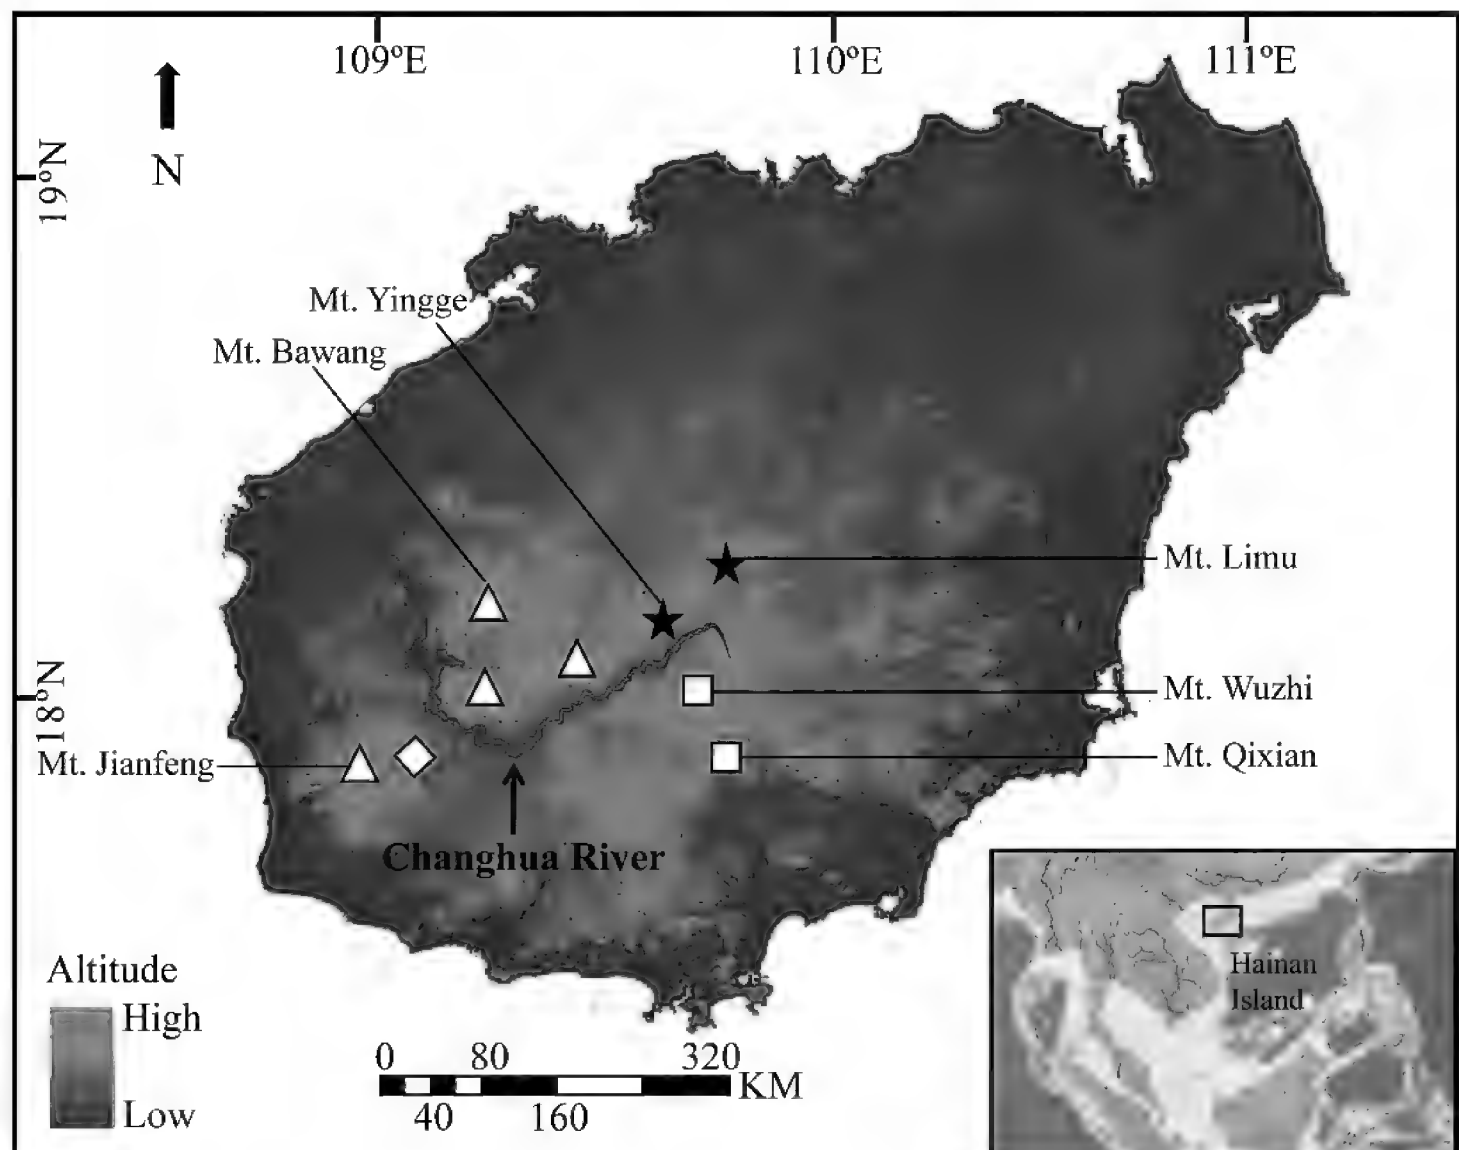 109ºE
110ºE
111ºE
N
19ºN
Mt. Yingge
Mt. Bawang
Mt. Limu
18ºN
Mt. Wuzhi
Mt. Qixian
Mt. Jianfeng
Changhua River
Hainan
Island
Altitude
High
Low
0 80 320
KM
40 160